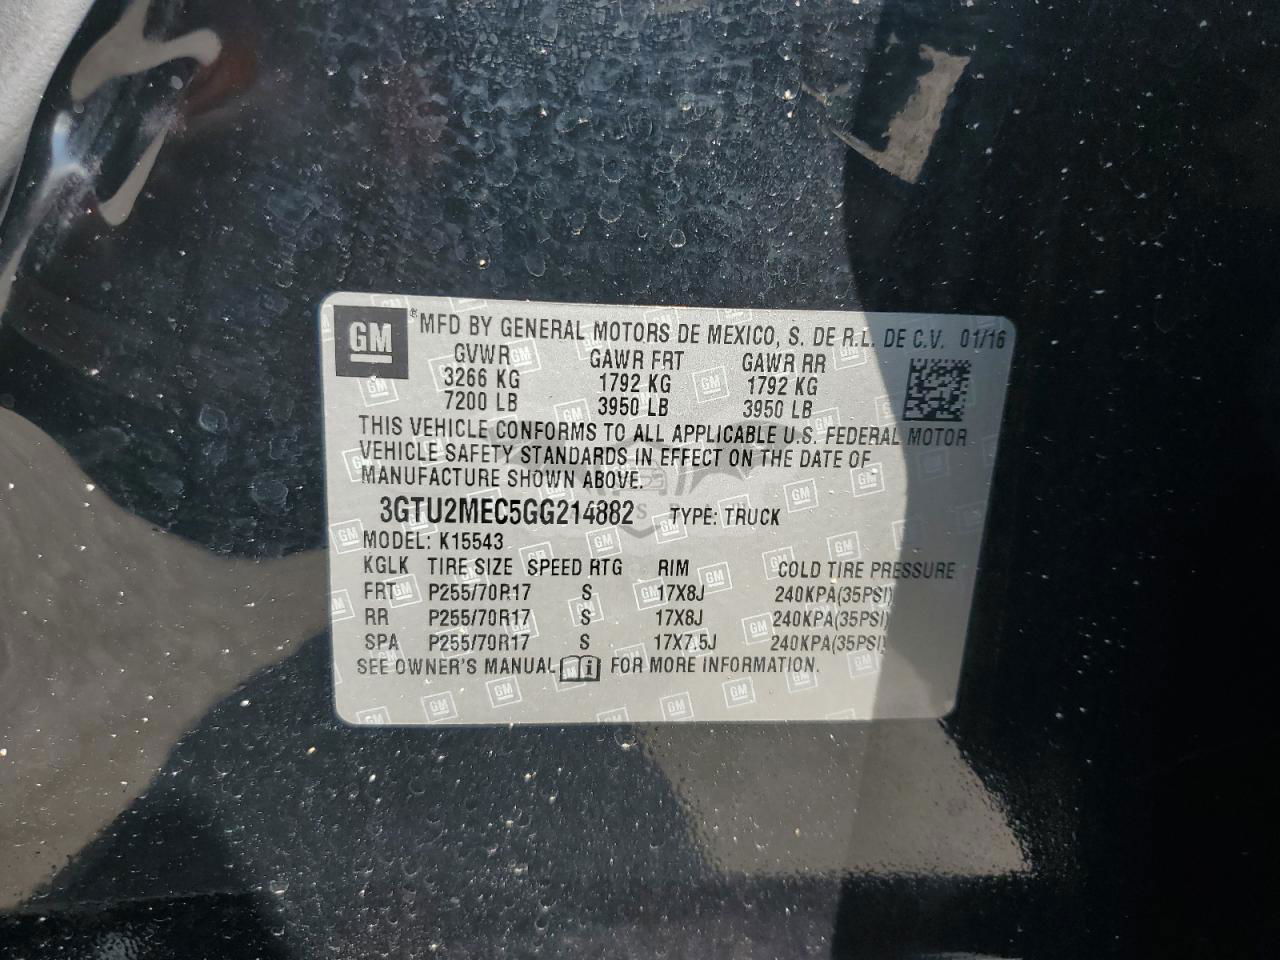 GM ® MFD BY GENERAL MOTORS DE MEXICO, S. DE R.L. DE C.V. 01/16
GVWR GAWR FRT GAWR RR
3266 KG 1792 KG 1792 KG
7200 LB 3950 LB 3950 LB
THIS VEHICLE CONFORMS TO ALL APPLICABLE U.S. FEDERAL MOTOR
VEHICLE SAFETY STANDARDS IN EFFECT ON THE DATE OF
MANUFACTURE SHOWN ABOVE.
3GTU2MEC5GG214882 TYPE: TRUCK
MODEL: K15543
KGLK TIRE SIZE SPEED RTG RIM COLD TIRE PRESSURE
FRT P255/70R17 S 17X8J 240KPA(35PSI)
RR P255/70R17 S 17X8J 240KPA(35PSI)
SPA P255/70R17 S 17X7.5J 240KPA(35PSI)
SEE OWNER'S MANUAL FOR MORE INFORMATION.